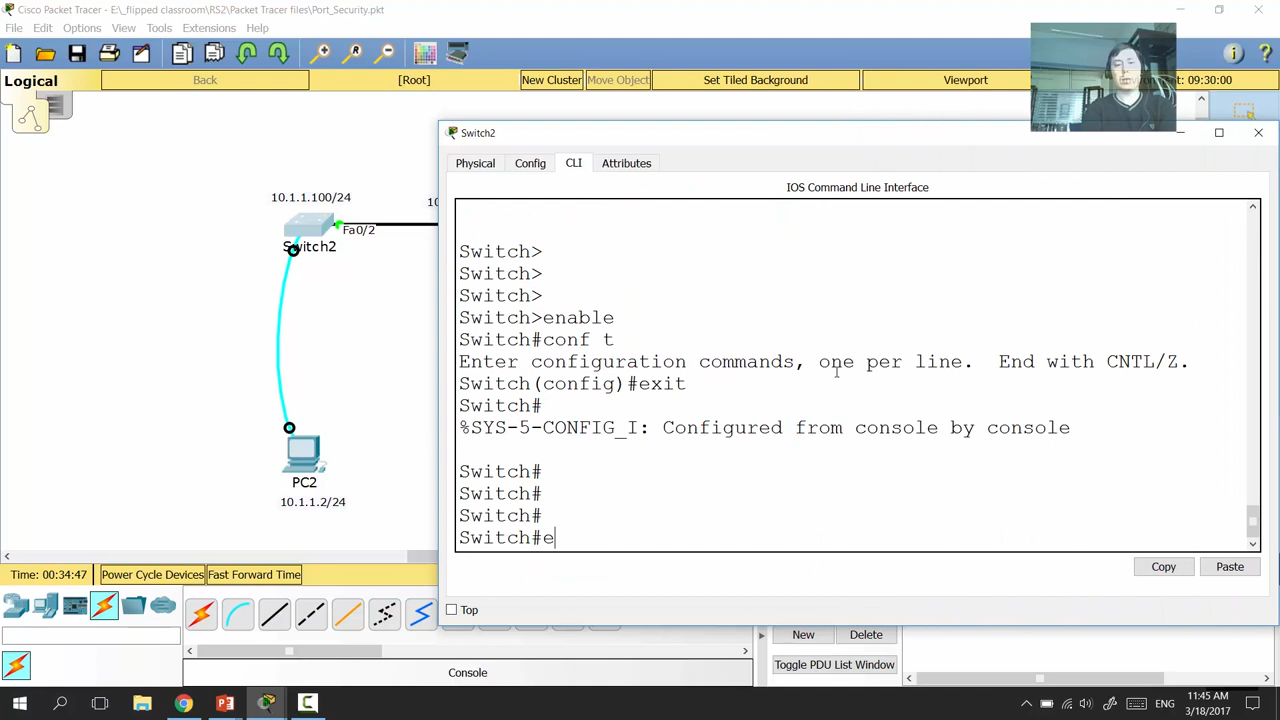 Cisco Packet Tracer - E:\_flipped classroom\RS2\Packet Tracer files\Port_Security.pkt
File Edit Options View Tools Extensions Help
Logical
Back
[Root]
New Cluster
Move Object
Set Tiled Background
Viewport
09:30:00
Switch2
Physical Config CLI Attributes
IOS Command Line Interface
10.1.1.100/24
Fa0/2
Switch2
PC2
10.1.1.2/24
Switch>
Switch>
Switch>
Switch>enable
Switch#conf t
Enter configuration commands, one per line. End with CNTL/Z.
Switch(config)#exit
Switch#
%SYS-5-CONFIG_I: Configured from console by console
Switch#
Switch#
Switch#
Switch#e
Copy Paste
Top
Time: 00:34:47 Power Cycle Devices Fast Forward Time
New Delete
Toggle PDU List Window
Console
ENG
11:45 AM
3/18/2017